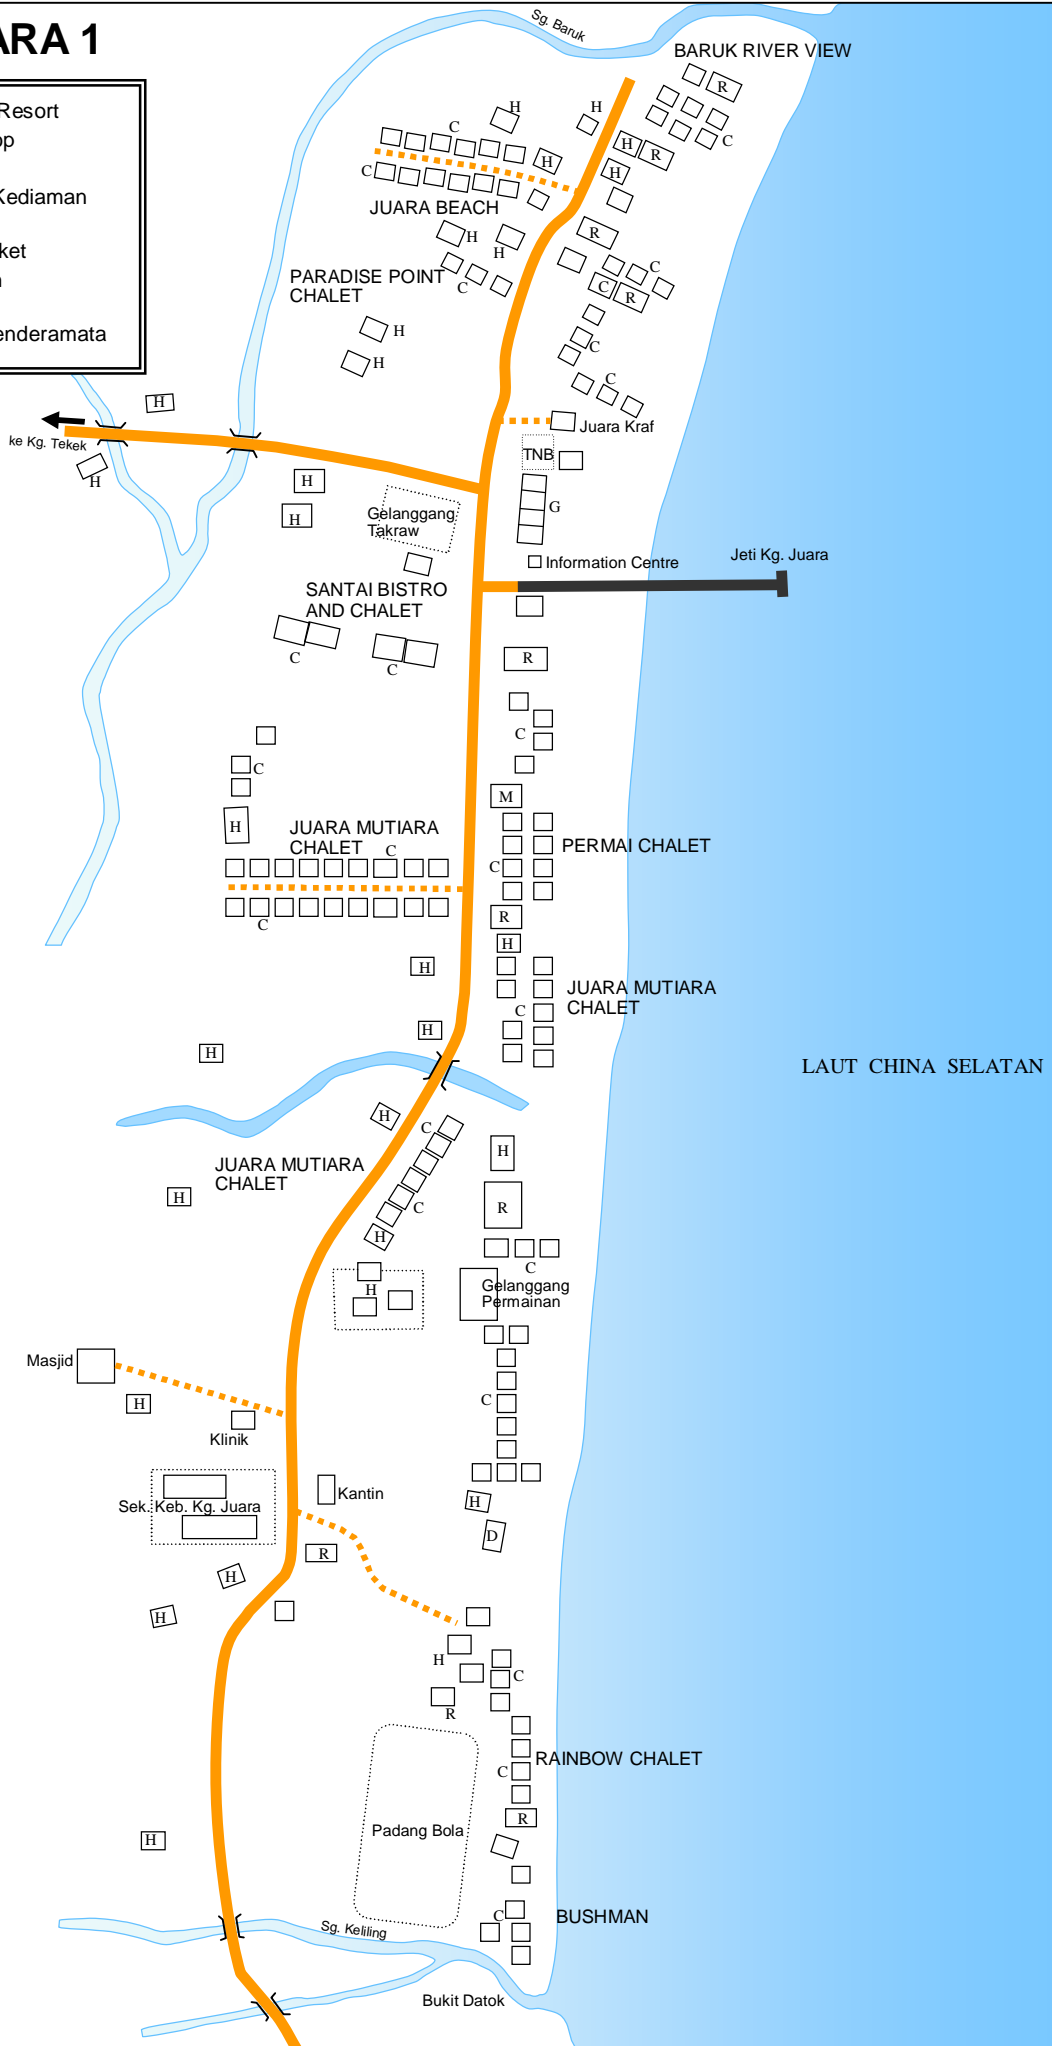 ARA 1
Resort
op
Kediaman
ket
n
enderamata
Sg. Baruk
BARUK RIVER VIEW
R
H
H
C
C
H
R
H
H
C
JUARA BEACH
H
H
R
C
PARADISE POINT
CHALET
C
C
R
H
H
C
C
H
Juara Kraf
ke Kg. Tekek
TNB
H
H
G
H
Gelanggang
Takraw
Information Centre
Jeti Kg. Juara
SANTAI BISTRO
AND CHALET
C
C
R
C
C
M
H
JUARA MUTIARA
CHALET
C
PERMAI CHALET
C
C
R
H
H
JUARA MUTIARA
CHALET
C
H
H
LAUT CHINA SELATAN
H
C
H
JUARA MUTIARA
CHALET
H
C
R
H
C
H
Gelanggang
Permainan
Masjid
H
C
Klinik
Kantin
Sek. Keb. Kg. Juara
H
D
R
H
H
H
C
R
RAINBOW CHALET
C
R
Padang Bola
H
C
BUSHMAN
Sg. Keliling
Bukit Datok